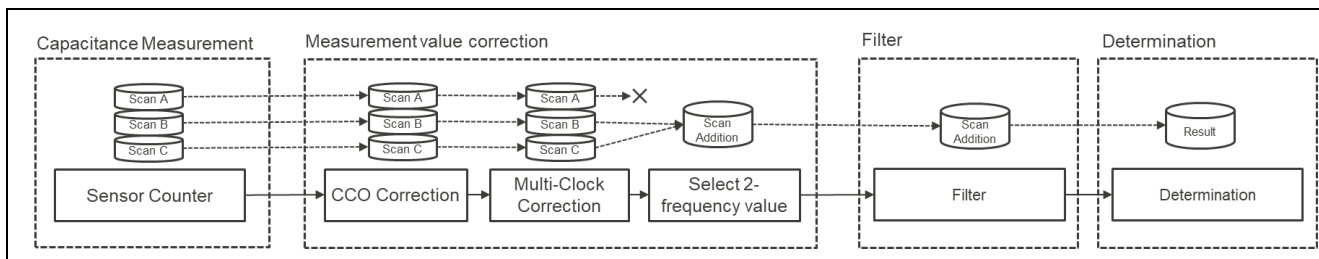 Capacitance Measurement
Measurement value correction
Filter
Determination
Scan A
Scan A
Scan A
Scan B
Scan B
Scan B
Scan C
Scan C
Scan C
Scan
Addition
Scan
Addition
Result
Sensor Counter
CCO Correction
Multi-Clock
Correction
Select 2-
frequency value
Filter
Determination